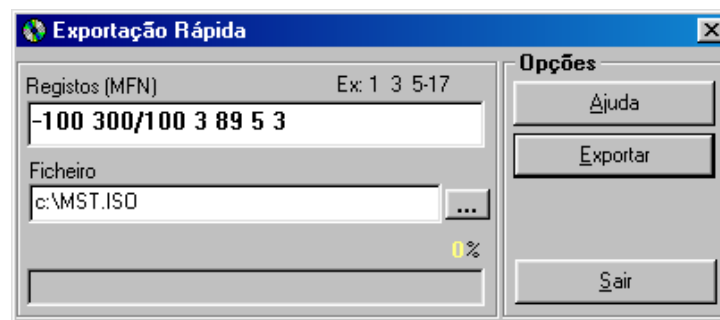 Exportação Rápida
Registos (MFN) Ex: 1 3 5-17
-100 300/100 3 89 5 3
Ficheiro
c:\MST.ISO
...
0%
Opções
Ajuda
Exportar
Sair